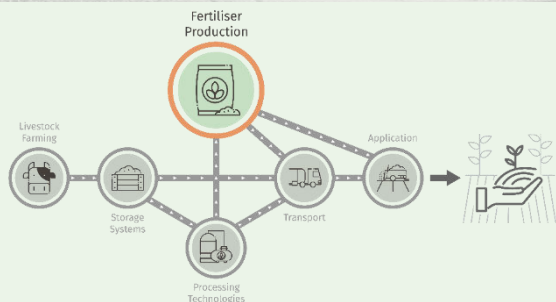 Fertiliser
Production
Livestock
Farming
Application
Storage
Systems
Transport
Processing
Technologies